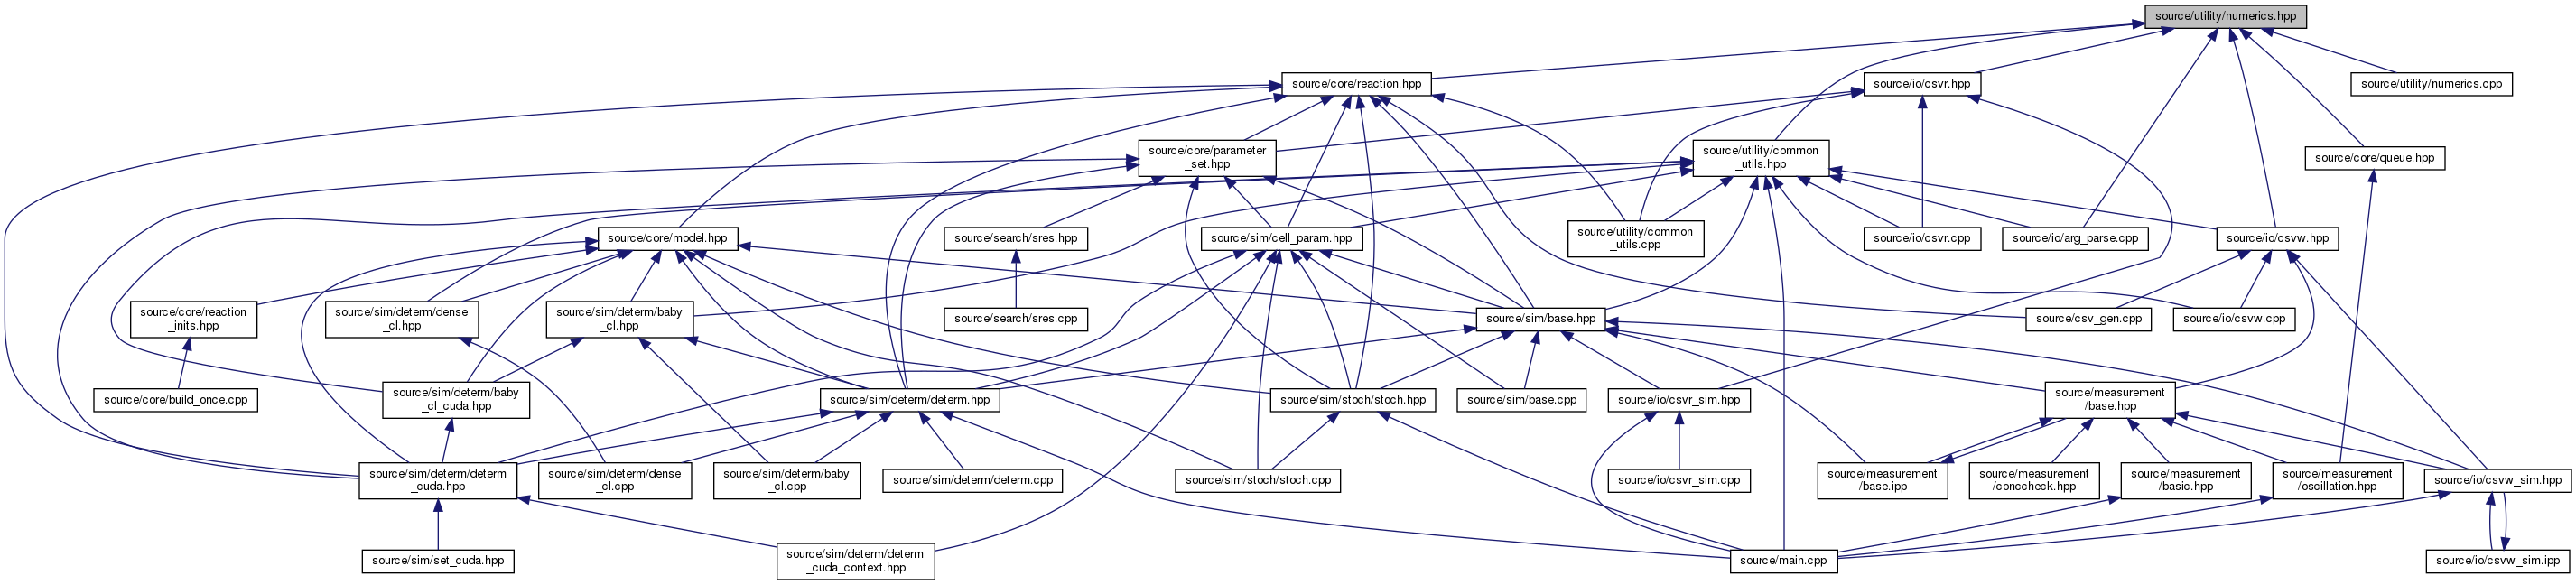 source/utility/numerics.hpp
source/core/reaction.hpp
source/io/csvr.hpp
source/utility/numerics.cpp
source/core/parameter
_set.hpp
source/utility/common
_utils.hpp
source/core/queue.hpp
source/core/model.hpp
source/search/sres.hpp
source/sim/cell_param.hpp
source/utility/common
_utils.cpp
source/io/csvr.cpp
source/io/arg_parse.cpp
source/io/csvw.hpp
source/core/reaction
_inits.hpp
source/sim/determ/dense
_cl.hpp
source/sim/determ/baby
_cl.hpp
source/search/sres.cpp
source/sim/base.hpp
source/csv_gen.cpp
source/io/csvw.cpp
source/core/build_once.cpp
source/sim/determ/baby
_cl_cuda.hpp
source/sim/determ/determ.hpp
source/sim/stoch/stoch.hpp
source/sim/base.cpp
source/io/csvr_sim.hpp
source/measurement
/base.hpp
source/sim/determ/determ
_cuda.hpp
source/sim/determ/dense
_cl.cpp
source/sim/determ/baby
_cl.cpp
source/sim/determ/determ.cpp
source/sim/stoch/stoch.cpp
source/io/csvr_sim.cpp
source/measurement
/base.ipp
source/measurement
/conccheck.hpp
source/measurement
/basic.hpp
source/measurement
/oscillation.hpp
source/io/csvw_sim.hpp
source/sim/set_cuda.hpp
source/sim/determ/determ
_cuda_context.hpp
source/main.cpp
source/io/csvw_sim.ipp